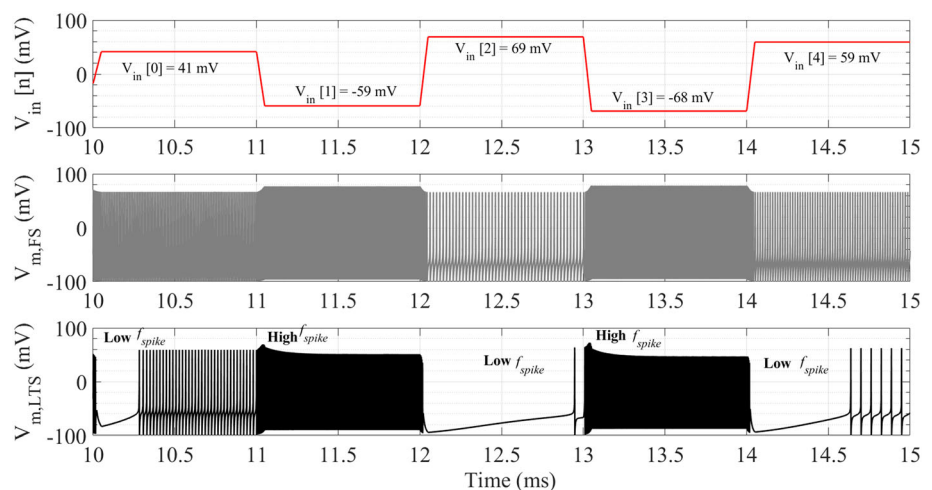 100
0
-100
V_in [n] (mV)
V_in [0] = 41 mV
V_in [1] = -59 mV
V_in [2] = 69 mV
V_in [3] = -68 mV
V_in [4] = 59 mV
10 10.5 11 11.5 12 12.5 13 13.5 14 14.5 15
100
0
-100
V_m,FS (mV)
10 10.5 11 11.5 12 12.5 13 13.5 14 14.5 15
100
0
-100
V_m,LTS (mV)
Low f_spike
High f_spike
Low f_spike
High f_spike
Low f_spike
10 10.5 11 11.5 12 12.5 13 13.5 14 14.5 15
Time (ms)